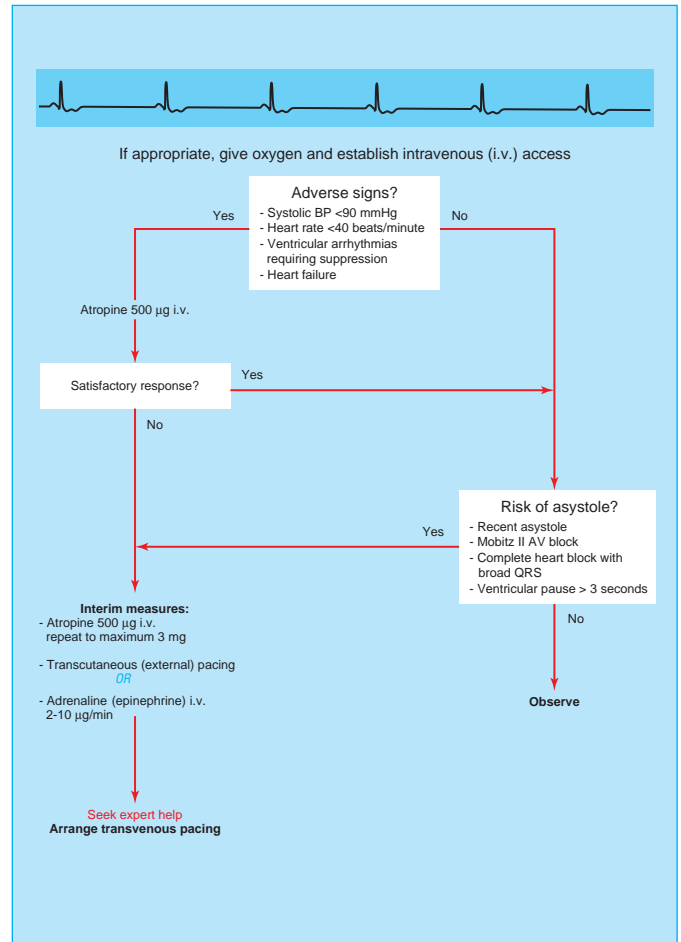 If appropriate, give oxygen and establish intravenous (i.v.) access
Adverse signs?
- Systolic BP <90 mmHg
- Heart rate <40 beats/minute
- Ventricular arrhythmias
requiring suppression
- Heart failure
Yes
No
Atropine 500 µg i.v.
Satisfactory response?
Yes
No
Risk of asystole?
- Recent asystole
- Mobitz II AV block
- Complete heart block with
broad QRS
- Ventricular pause > 3 seconds
Yes
No
Interim measures:
- Atropine 500 µg i.v.
repeat to maximum 3 mg
- Transcutaneous (external) pacing
OR
- Adrenaline (epinephrine) i.v.
2-10 µg/min
Observe
Seek expert help
Arrange transvenous pacing